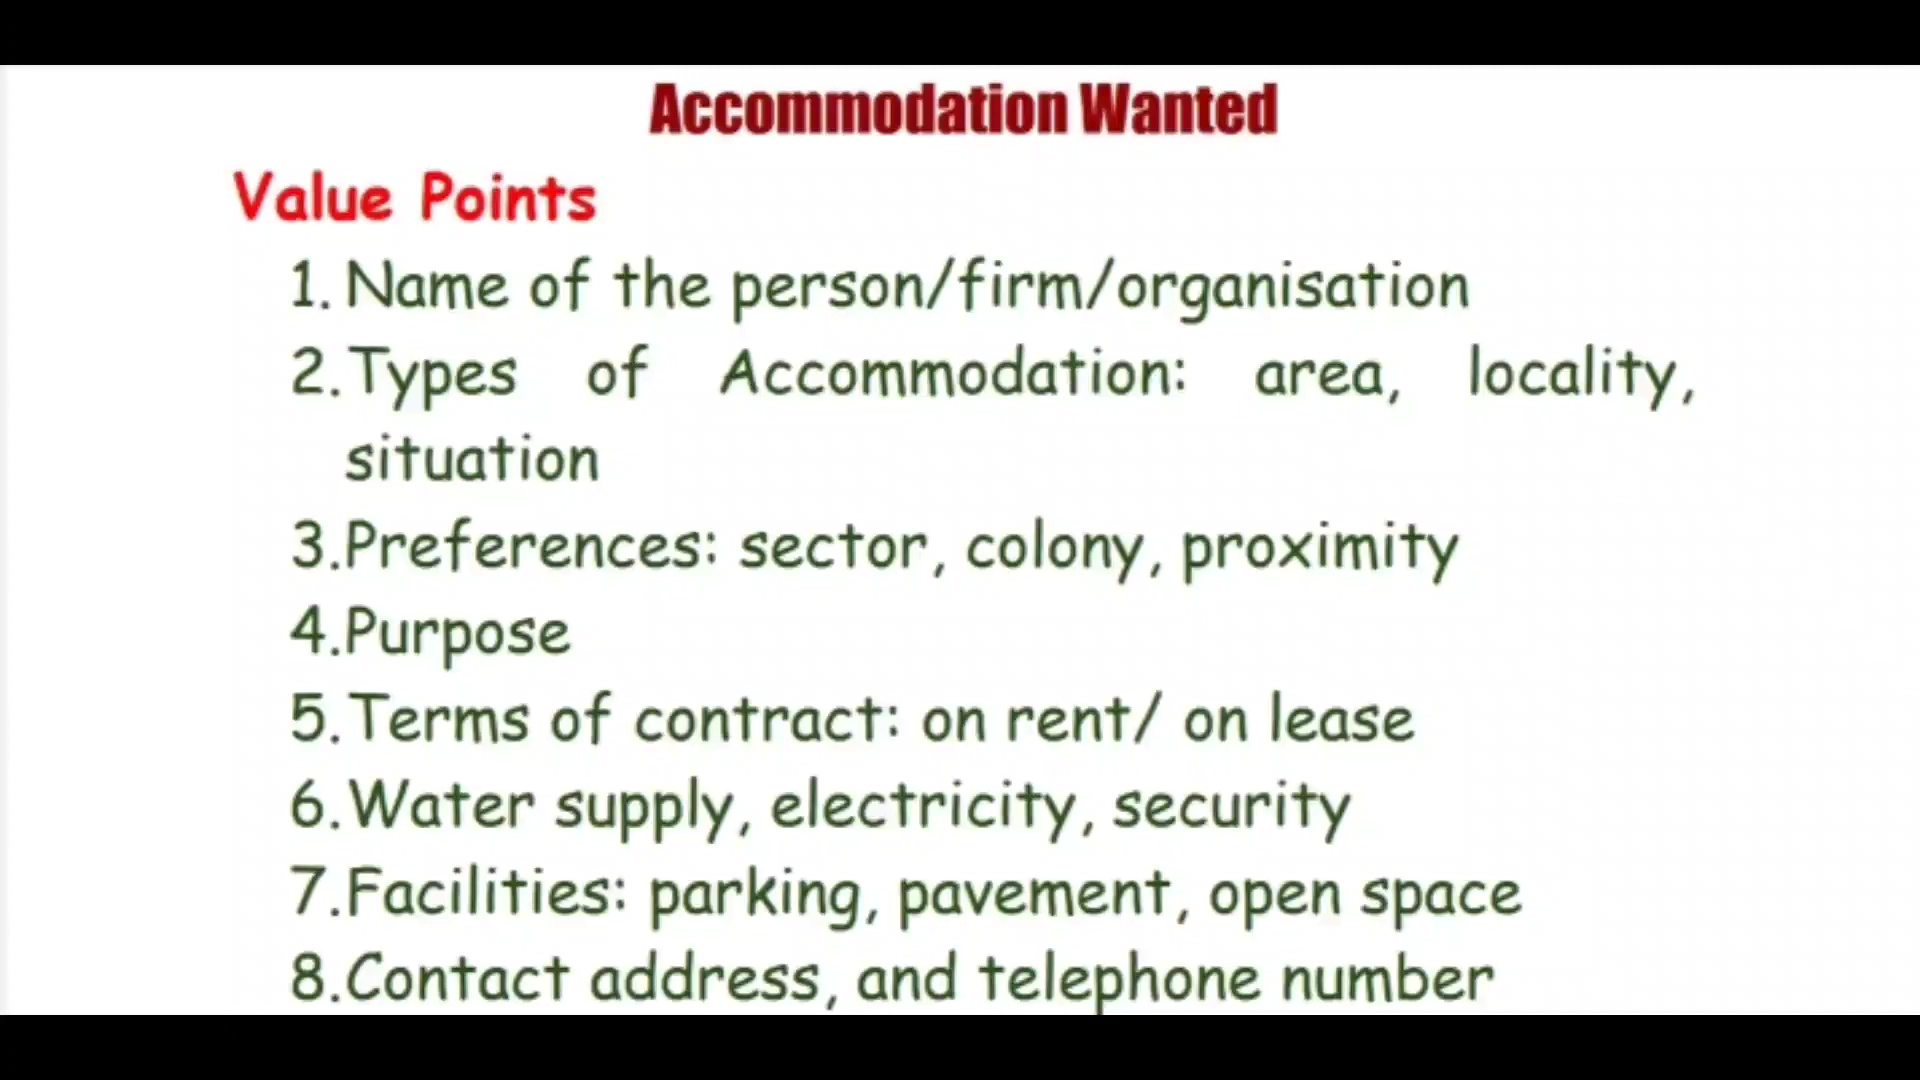 Accommodation Wanted
Value Points
1. Name of the person/firm/organisation
2. Types of Accommodation: area, locality,
situation
3. Preferences: sector, colony, proximity
4. Purpose
5. Terms of contract: on rent/ on lease
6. Water supply, electricity, security
7. Facilities: parking, pavement, open space
8. Contact address, and telephone number